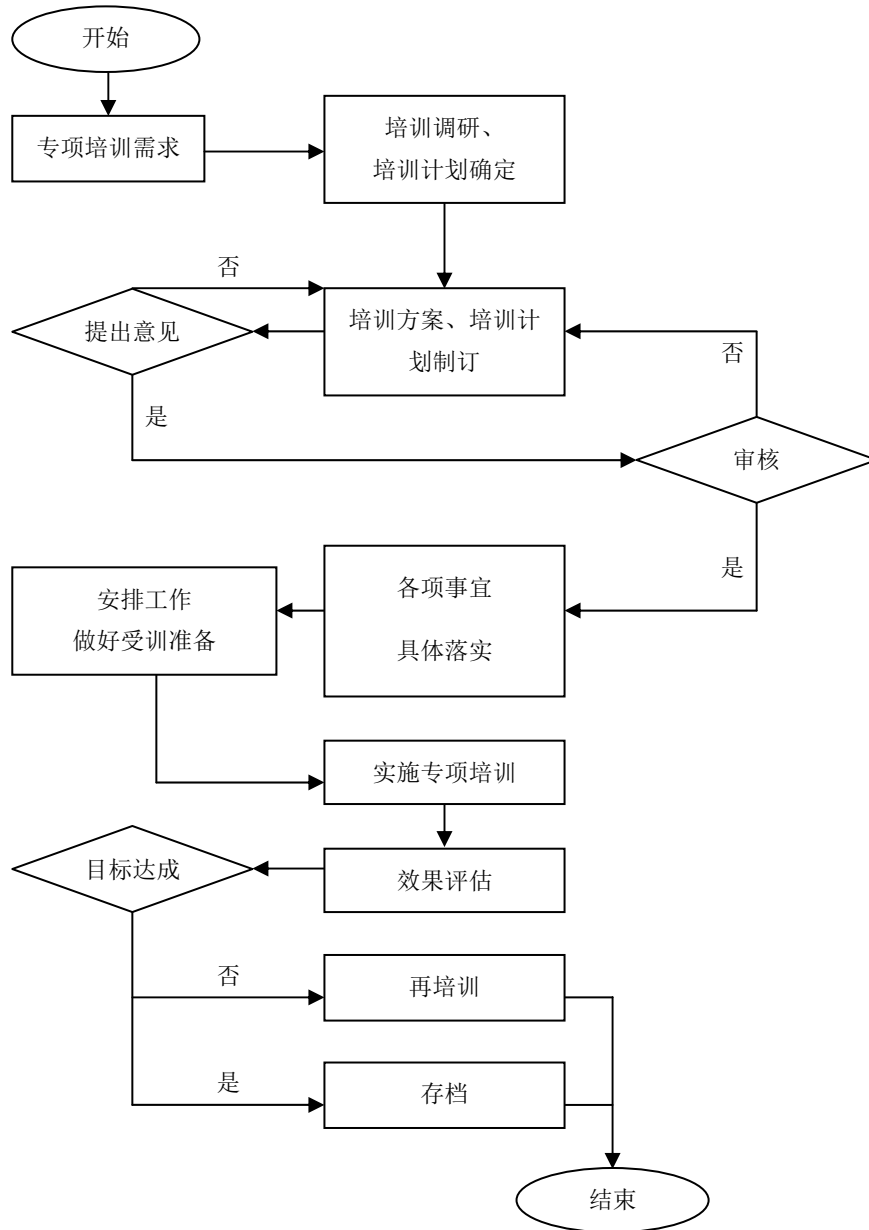 开始
专项培训需求
培训调研、
培训计划确定
否
提出意见
培训方案、培训计
划制订
否
是
审核
是
各项事宜
具体落实
安排工作
做好受训准备
实施专项培训
目标达成
效果评估
否
再培训
是
存档
结束